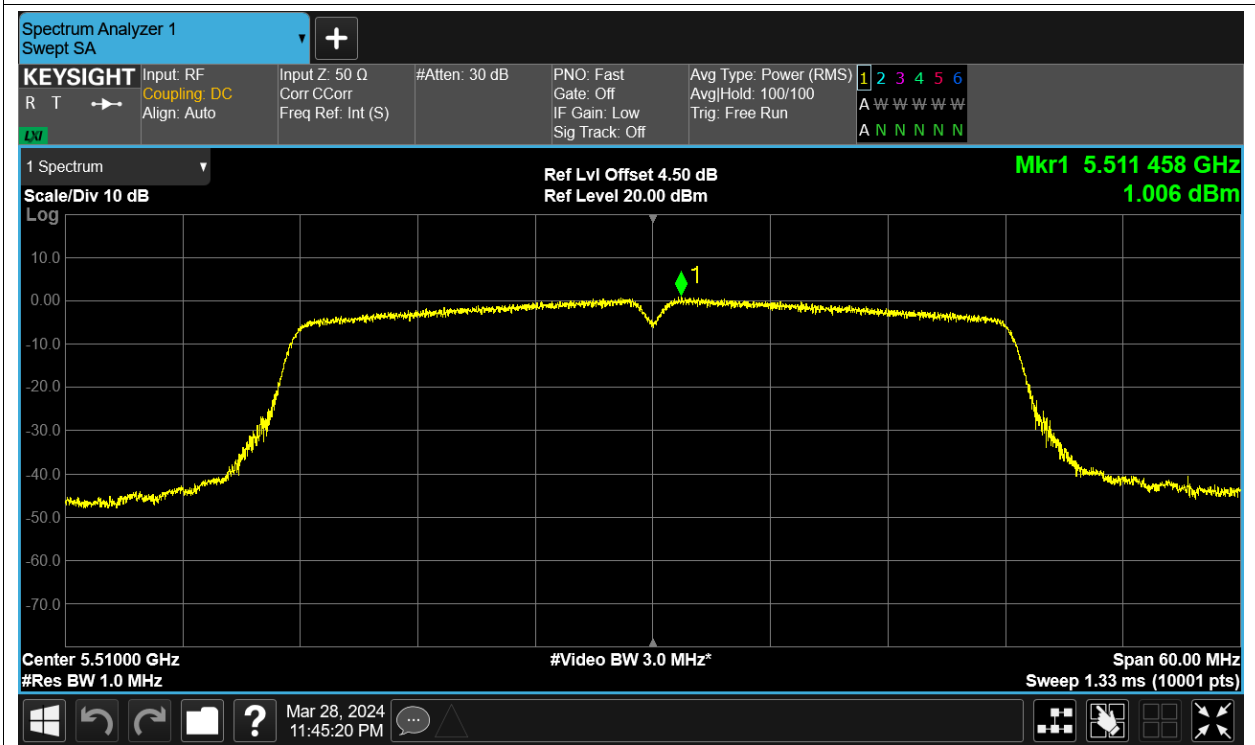 Spectrum Analyzer 1
Swept SA
+
KEYSIGHT
R T
LXI
Input: RF
Coupling: DC
Align: Auto
Input Z: 50 Ω
Corr CCorr
Freq Ref: Int (S)
#Atten: 30 dB
PNO: Fast
Gate: Off
IF Gain: Low
Sig Track: Off
Avg Type: Power (RMS)
Avg|Hold: 100/100
Trig: Free Run
1 2 3 4 5 6
A W W W W W
A N N N N N
1 Spectrum
Scale/Div 10 dB
Log
Ref Lvl Offset 4.50 dB
Ref Level 20.00 dBm
Mkr1 5.511 458 GHz
1.006 dBm
1
10.0
0.00
-10.0
-20.0
-30.0
-40.0
-50.0
-60.0
-70.0
Center 5.51000 GHz
#Res BW 1.0 MHz
#Video BW 3.0 MHz*
Span 60.00 MHz
Sweep 1.33 ms (10001 pts)
?
Mar 28, 2024
11:45:20 PM